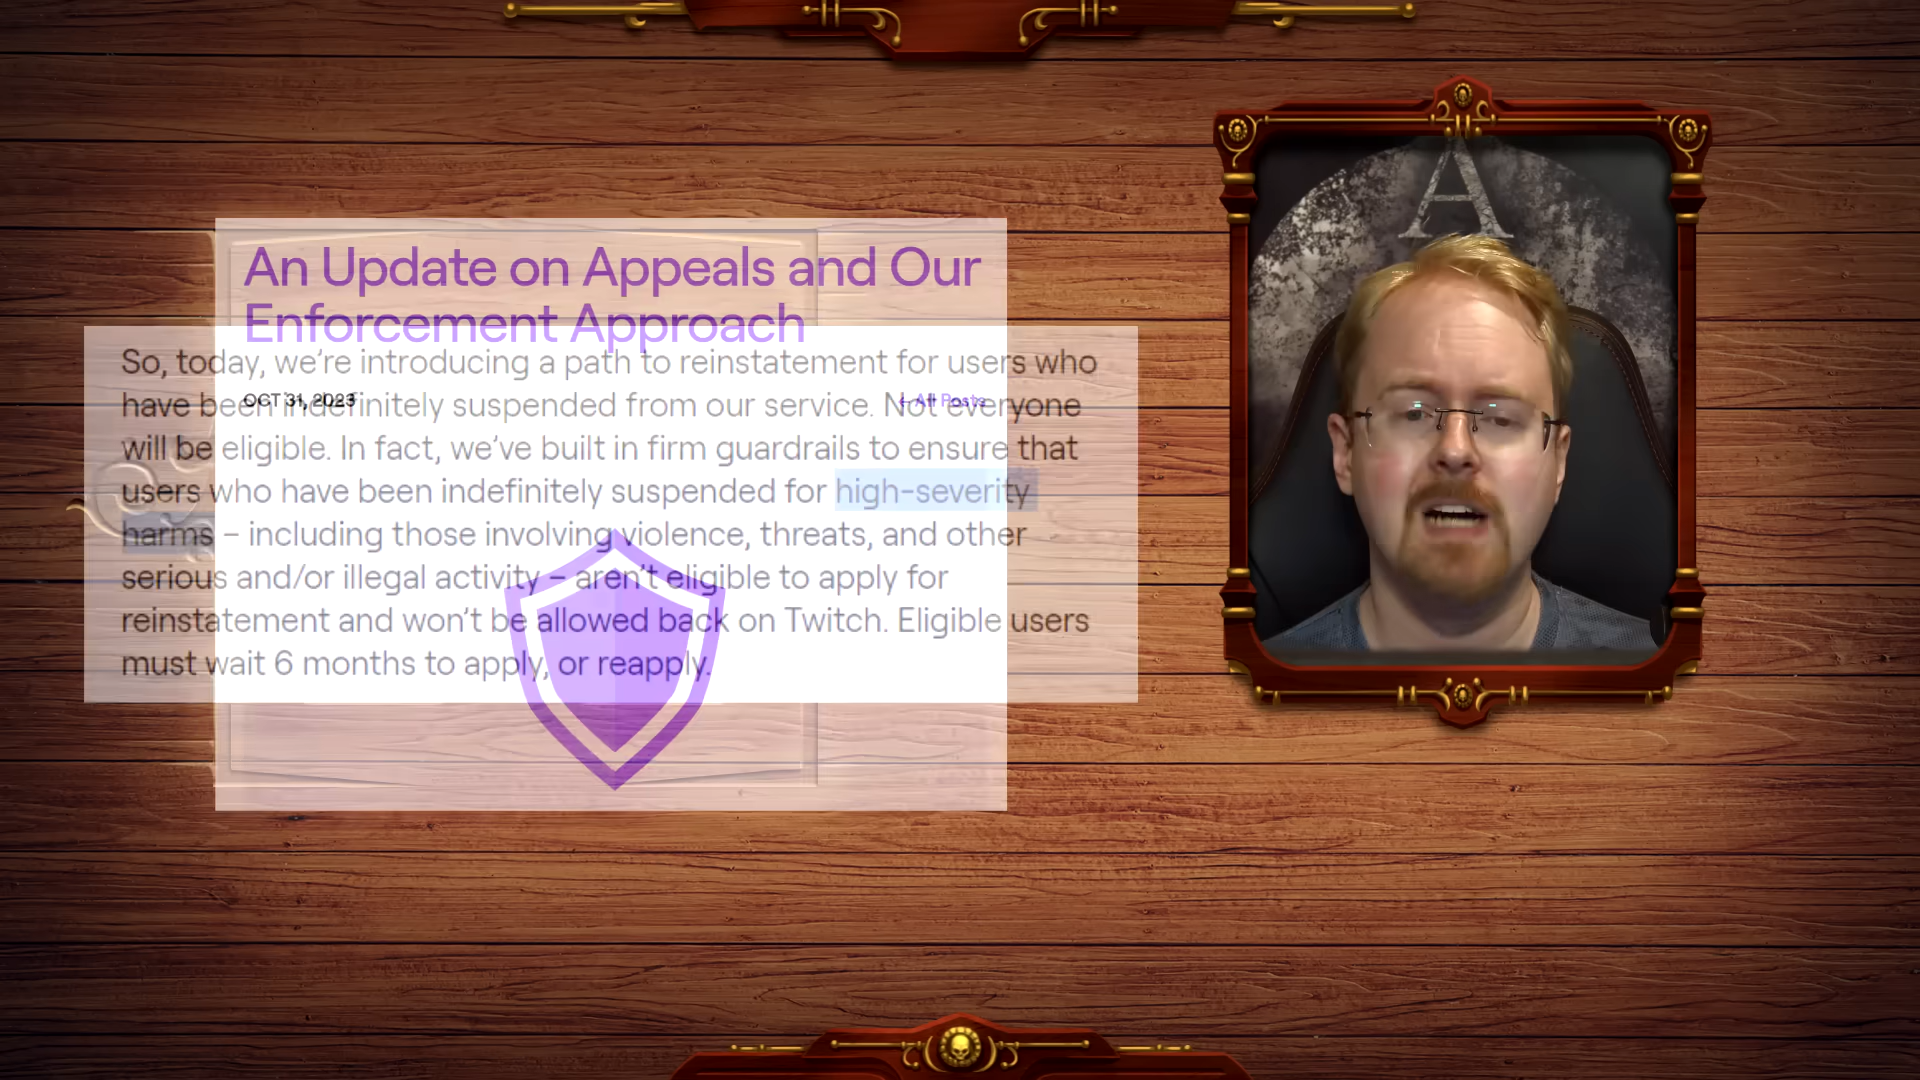 A
An Update on Appeals and Our
Enforcement Approach
OCT 31, 2023
← All Posts
So, today, we’re introducing a path to reinstatement for users who
have been indefinitely suspended from our service. Not everyone
will be eligible. In fact, we’ve built in firm guardrails to ensure that
users who have been indefinitely suspended for high-severity
harms – including those involving violence, threats, and other
serious and/or illegal activity – aren’t eligible to apply for
reinstatement and won’t be allowed back on Twitch. Eligible users
must wait 6 months to apply, or reapply.